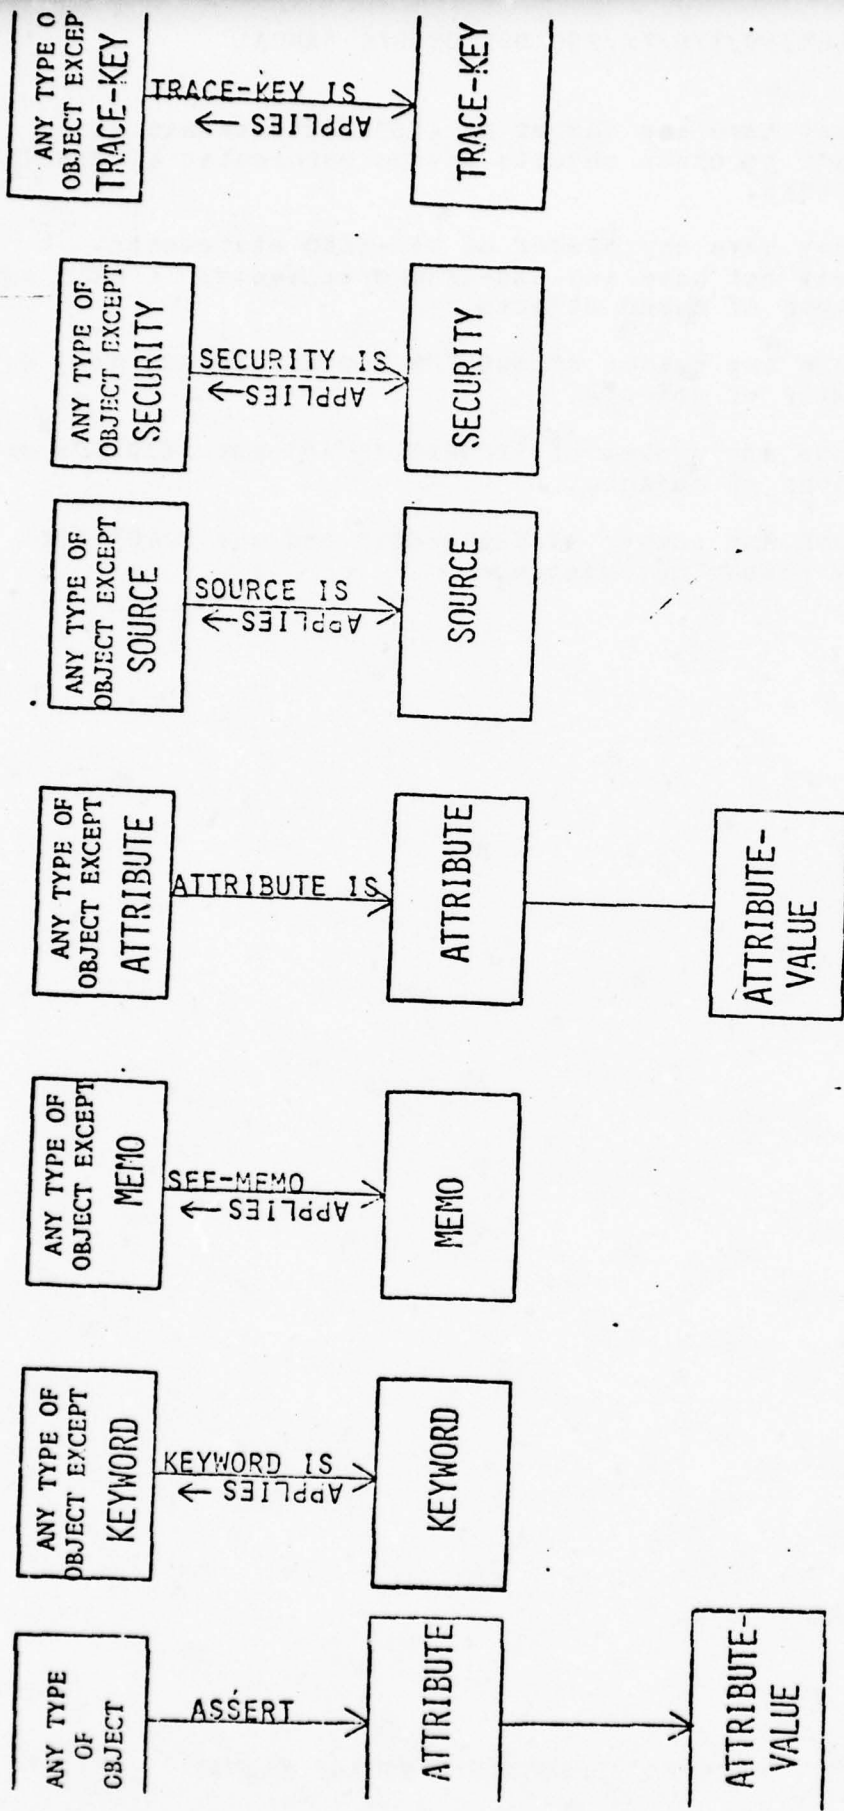 ANY TYPE O
OBJECT EXCEP
TRACE-KEY
TRACE-KEY IS
APPLIES
TRACE-KEY
ANY TYPE OF
OBJECT EXCEPT
SECURITY
SECURITY IS
APPLIES
SECURITY
ANY TYPE OF
OBJECT EXCEPT
SOURCE
SOURCE IS
APPLIES
SOURCE
ANY TYPE OF
OBJECT EXCEPT
ATTRIBUTE
ATTRIBUTE IS
ATTRIBUTE
ATTRIBUTE-
VALUE
ANY TYPE OF
OBJECT EXCEPT
MEMO
SEE-MEMO
APPLIES
MEMO
ANY TYPE OF
OBJECT EXCEPT
KEYWORD
KEYWORD IS
APPLIES
KEYWORD
ANY TYPE
OF
OBJECT
ASSERT
ATTRIBUTE
ATTRIBUTE-
VALUE